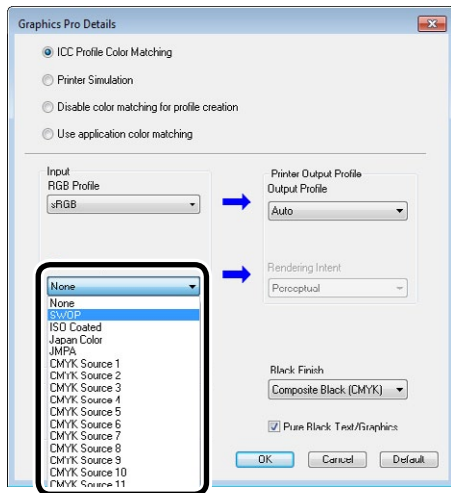 Graphics Pro Details
ICC Profile Color Matching
Printer Simulation
Disable color matching for profile creation
Use application color matching
Input
RGB Profile
sRGB
Printer Output Profile
Output Profile
Auto
Rendering Intent
Perceptual
None
None
SWOP
ISO Coated
Japan Color
JMPA
CMYK Source 1
CMYK Source 2
CMYK Source 3
CMYK Source 4
CMYK Source 5
CMYK Source 6
CMYK Source 7
CMYK Source 8
CMYK Source 9
CMYK Source 10
CMYK Source 11
Black Finish
Composite Black (CMYK)
Pure Black Text/Graphics
OK
Cancel
Default